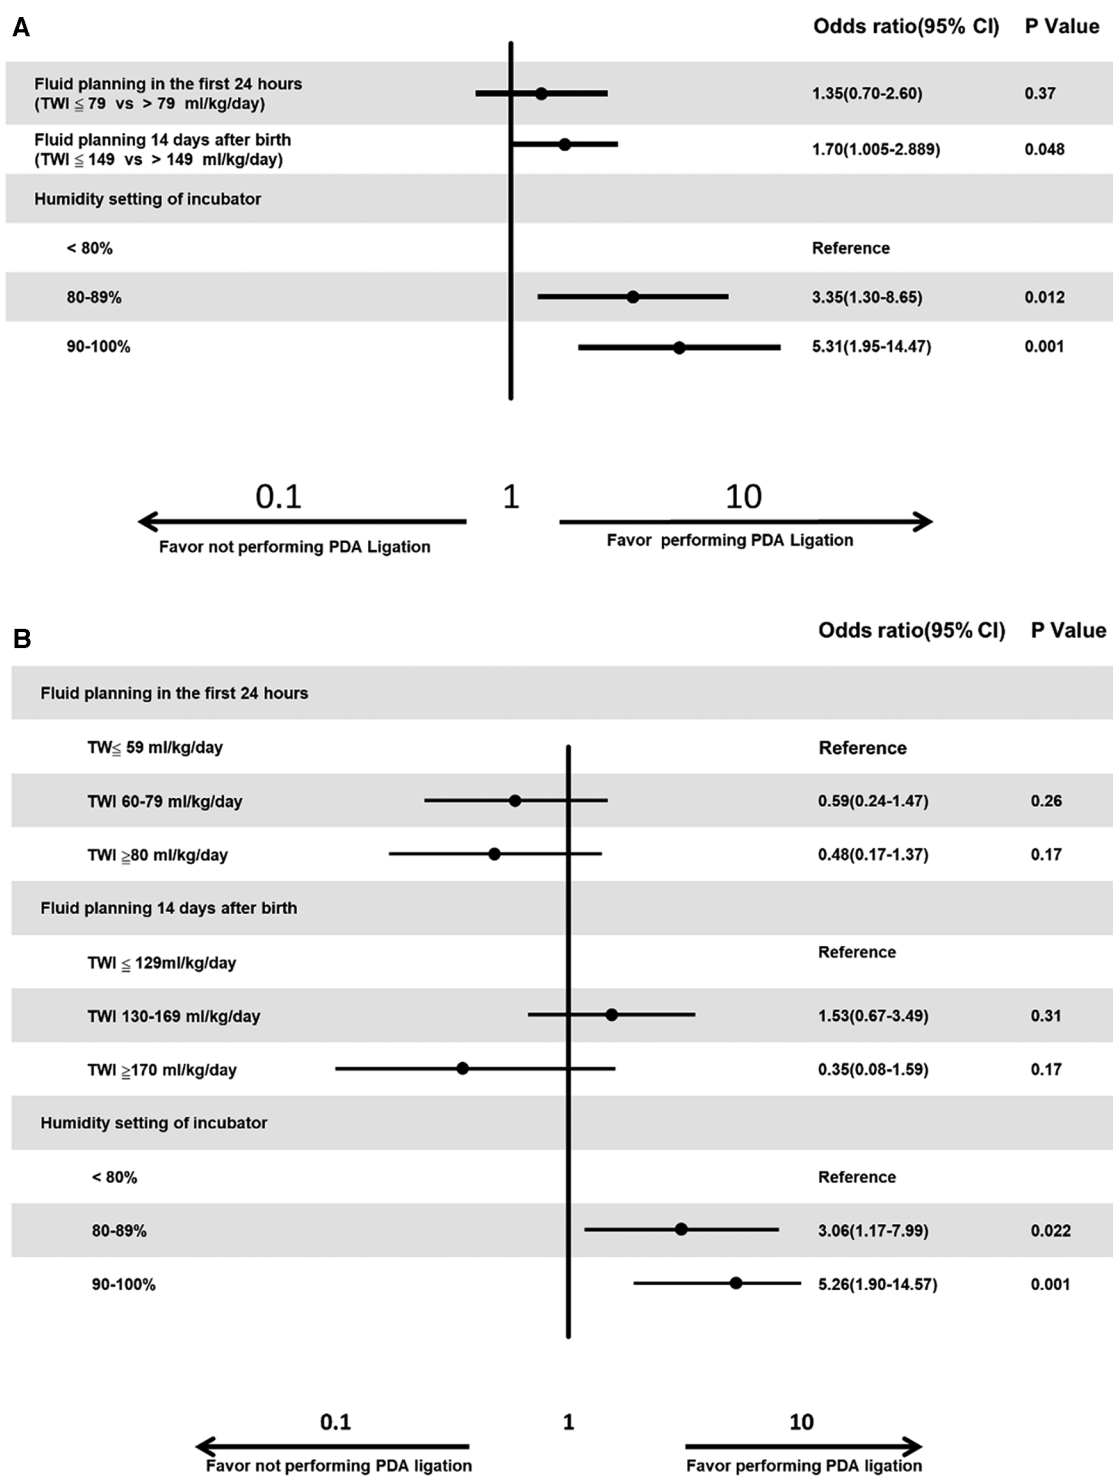 A
Odds ratio(95% CI) P Value
Fluid planning in the first 24 hours
(TWI ≦ 79 vs > 79 ml/kg/day)
1.35(0.70-2.60) 0.37
Fluid planning 14 days after birth
(TWI ≦ 149 vs > 149 ml/kg/day)
1.70(1.005-2.889) 0.048
Humidity setting of incubator
< 80% Reference
80-89% 3.35(1.30-8.65) 0.012
90-100% 5.31(1.95-14.47) 0.001
0.1 1 10
Favor not performing PDA Ligation Favor performing PDA Ligation
B
Odds ratio(95% CI) P Value
Fluid planning in the first 24 hours
TW≦ 59 ml/kg/day Reference
TWI 60-79 ml/kg/day 0.59(0.24-1.47) 0.26
TWI ≧80 ml/kg/day 0.48(0.17-1.37) 0.17
Fluid planning 14 days after birth
TWI ≦ 129ml/kg/day Reference
TWI 130-169 ml/kg/day 1.53(0.67-3.49) 0.31
TWI ≧170 ml/kg/day 0.35(0.08-1.59) 0.17
Humidity setting of incubator
< 80% Reference
80-89% 3.06(1.17-7.99) 0.022
90-100% 5.26(1.90-14.57) 0.001
0.1 1 10
Favor not performing PDA ligation Favor performing PDA ligation